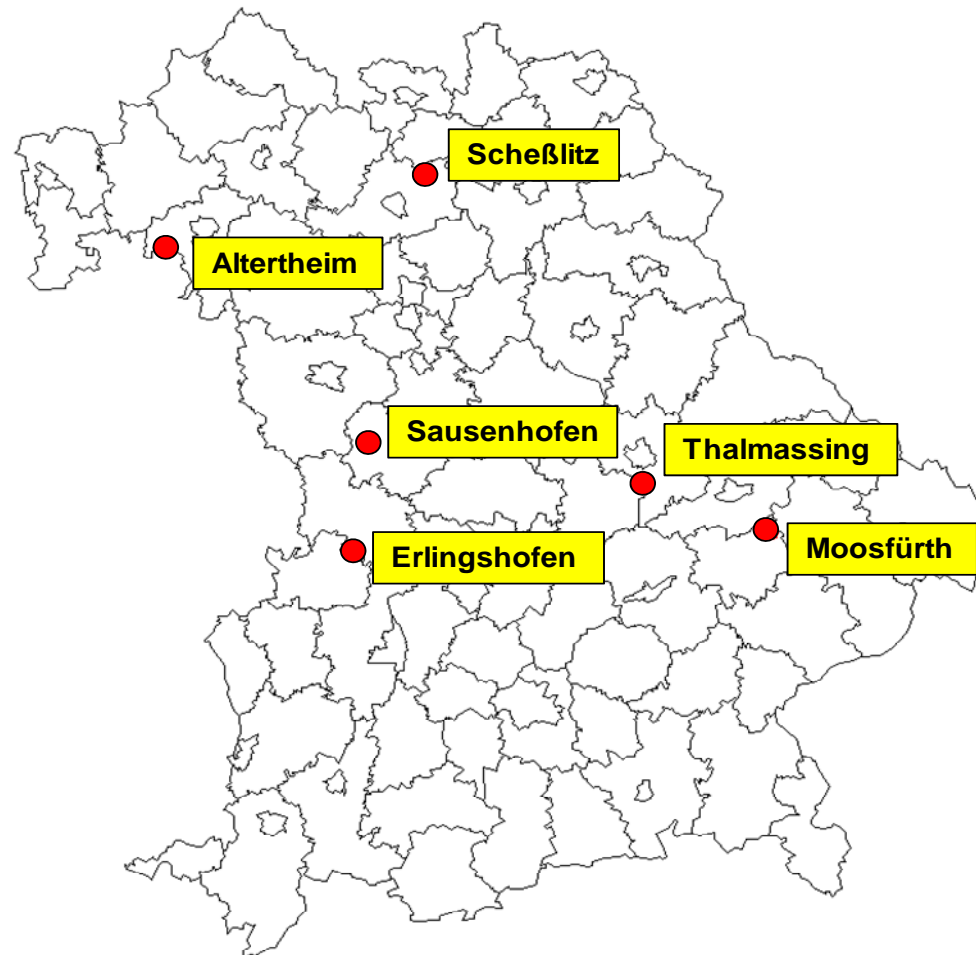 Scheßlitz
Altertheim
Sausenhofen
Thalmassing
Moosfürth
Erlingshofen